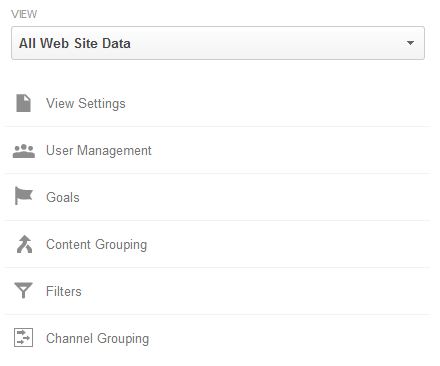 VIEW
All Web Site Data
View Settings
User Management
Goals
Content Grouping
Filters
Channel Grouping